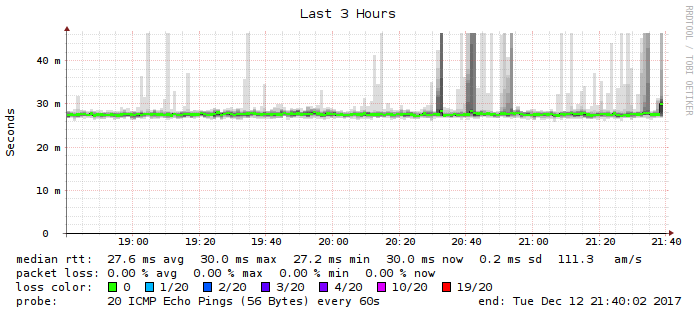 Last 3 Hours
RRDTOOL / TOBI OETIKER
Seconds
40 m
30 m
20 m
10 m
0
19:00 19:20 19:40 20:00 20:20 20:40 21:00 21:20 21:40
median rtt: 27.6 ms avg 30.0 ms max 27.2 ms min 30.0 ms now 0.2 ms sd 111.3 am/s
packet loss: 0.00 % avg 0.00 % max 0.00 % min 0.00 % now
loss color: 0 1/20 2/20 3/20 4/20 10/20 19/20
probe: 20 ICMP Echo Pings (56 Bytes) every 60s end: Tue Dec 12 21:40:02 2017